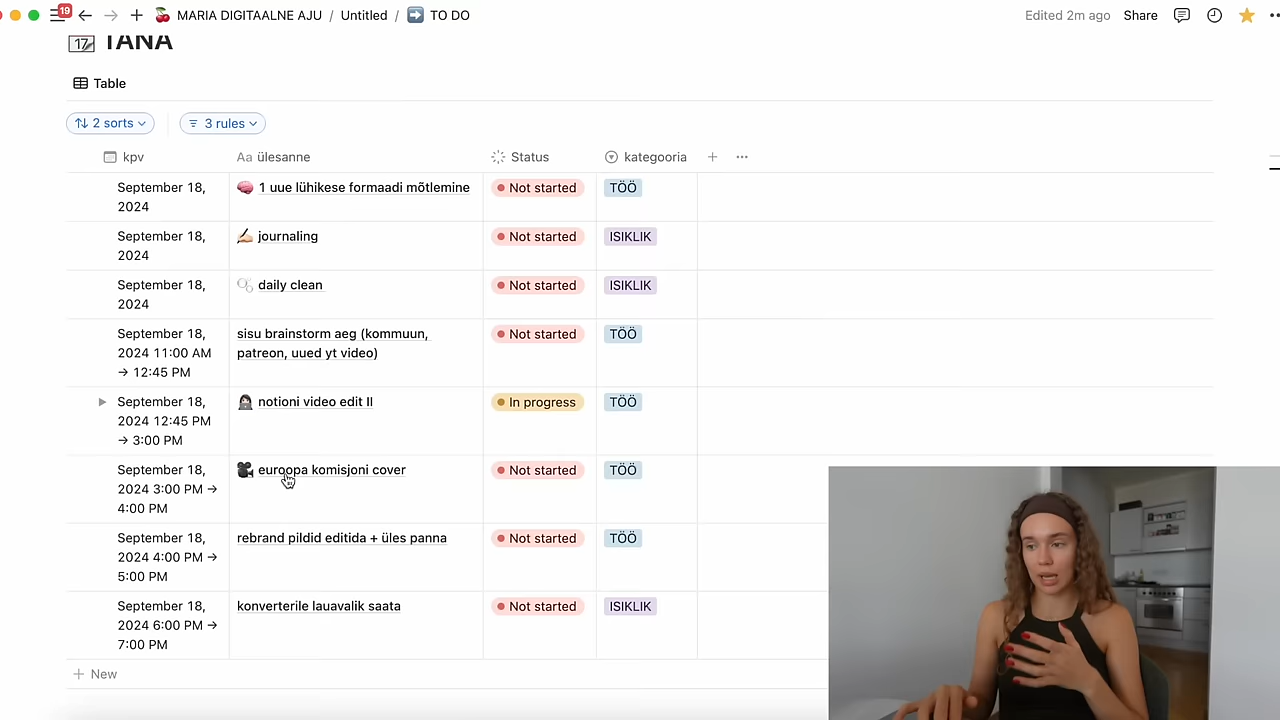 19
MARIA DIGITAALNE AJU / Untitled / TO DO
Edited 2m ago Share
17 TÄNA
Table
2 sorts 3 rules
kpv Aa ülesanne Status kategooria
September 18, 2024 1 uue lühikese formaadi mõtlemine Not started TÖÖ
September 18, 2024 journaling Not started ISIKLIK
September 18, 2024 daily clean Not started ISIKLIK
September 18, 2024 11:00 AM → 12:45 PM sisu brainstorm aeg (kommuun, patreon, uued yt video) Not started TÖÖ
September 18, 2024 12:45 PM → 3:00 PM notioni video edit II In progress TÖÖ
September 18, 2024 3:00 PM → 4:00 PM euroopa komisjoni cover Not started TÖÖ
September 18, 2024 4:00 PM → 5:00 PM rebrand pildid editida + üles panna Not started TÖÖ
September 18, 2024 6:00 PM → 7:00 PM konverterile lauavalik saata Not started ISIKLIK
New